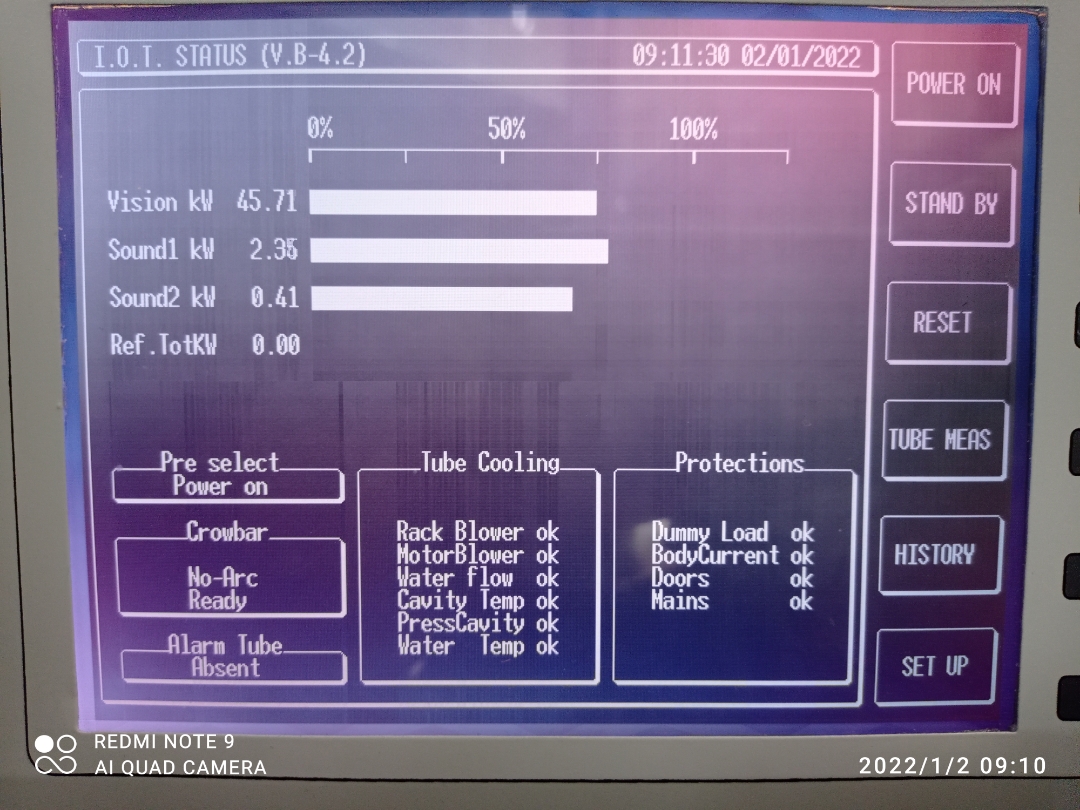 I.O.T. STATUS (V.B-4.2) 09:11:30 02/01/2022
POWER ON
0% 50% 100%
Vision kW 45.71
STAND BY
Sound1 kW
Sound2 kW 0.41
RESET
Ref.TotKW 0.00
TUBE MEAS
Pre select
Power on
Crowbar
No-Arc
Ready
Alarm Tube
Absent
Tube Cooling
Rack Blower ok
MotorBlower ok
Water flow ok
Cavity Temp ok
PressCavity ok
Water Temp ok
Protections
Dummy Load ok
BodyCurrent ok
Doors ok
Mains ok
HISTORY
SET UP
REDMI NOTE 9
AI QUAD CAMERA
2022/1/2 09:10